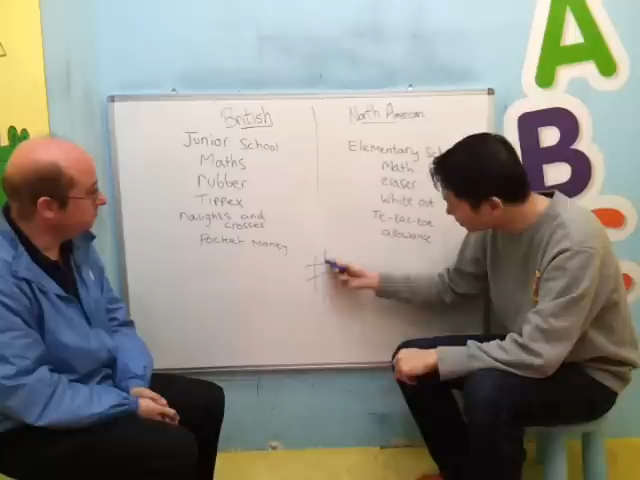 British
Junior School
Maths
rubber
Tippex
naughts and
crosses
Pocket Money
North American
Elementary
Math
eraser
white out
Tic-tac-toe
allowance
A
B